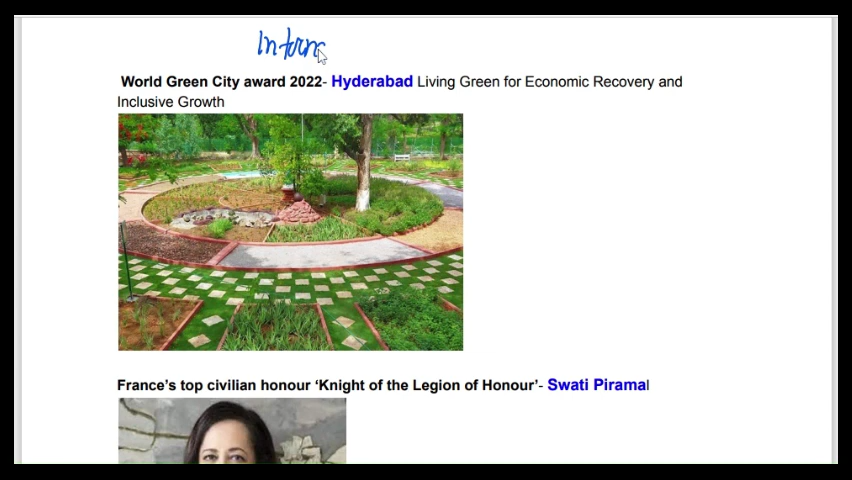 Intorna
World Green City award 2022- Hyderabad Living Green for Economic Recovery and
Inclusive Growth
France's top civilian honour ‘Knight of the Legion of Honour’- Swati Piramal